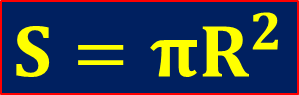 S = πR²